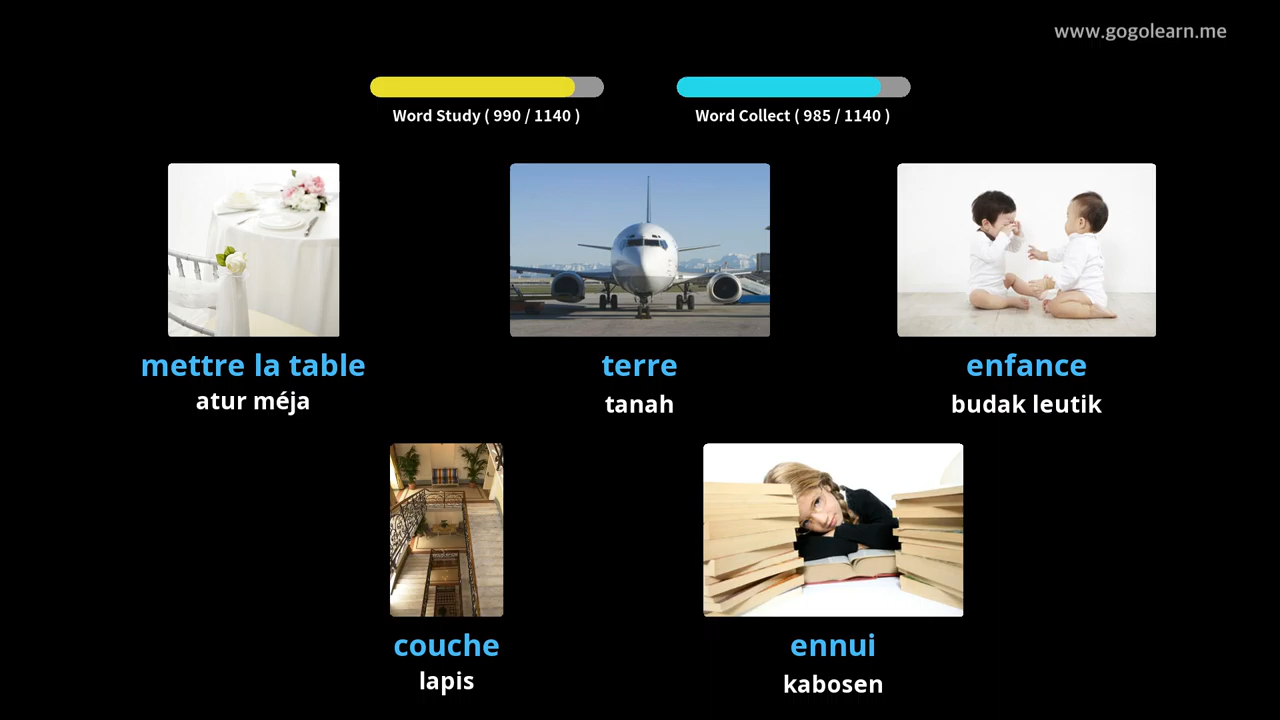 www.gogolearn.me
Word Study ( 990 / 1140 )
Word Collect ( 985 / 1140 )
mettre la table
atur méja
terre
tanah
enfance
budak leutik
couche
lapis
ennui
kabosen